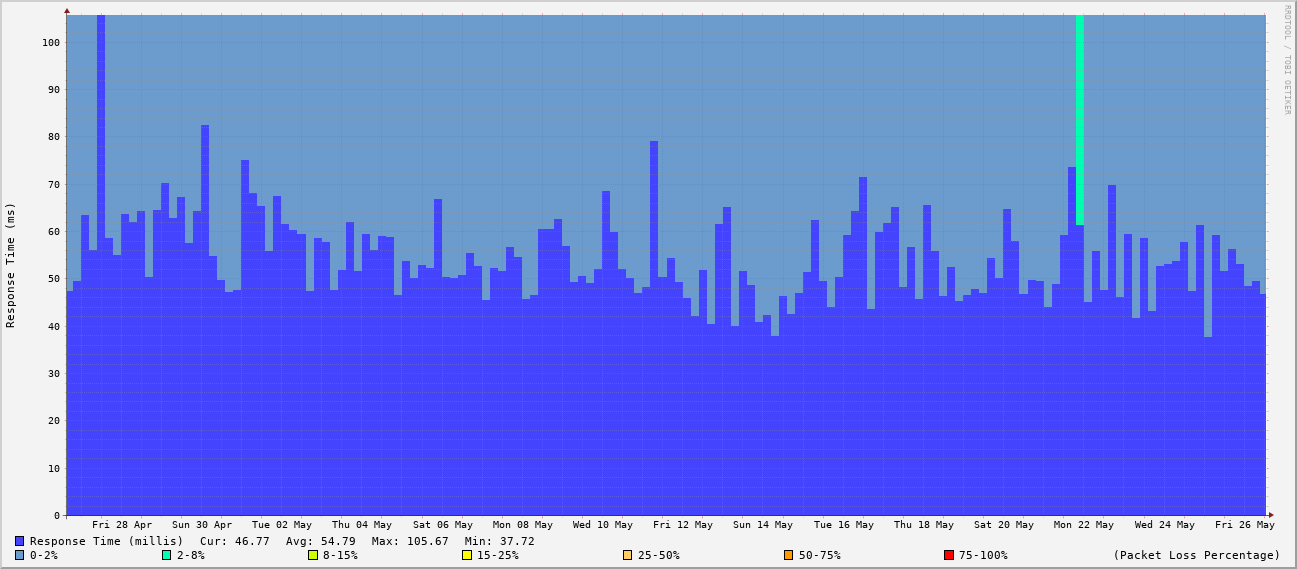 RRDTOOL / TOBI OETIKER
Response Time (ms)
100
90
80
70
60
50
40
30
20
10
0
Fri 28 Apr Sun 30 Apr Tue 02 May Thu 04 May Sat 06 May Mon 08 May Wed 10 May Fri 12 May Sun 14 May Tue 16 May Thu 18 May Sat 20 May Mon 22 May Wed 24 May Fri 26 May
Response Time (millis) Cur: 46.77 Avg: 54.79 Max: 105.67 Min: 37.72
0-2% 2-8% 8-15% 15-25% 25-50% 50-75% 75-100% (Packet Loss Percentage)